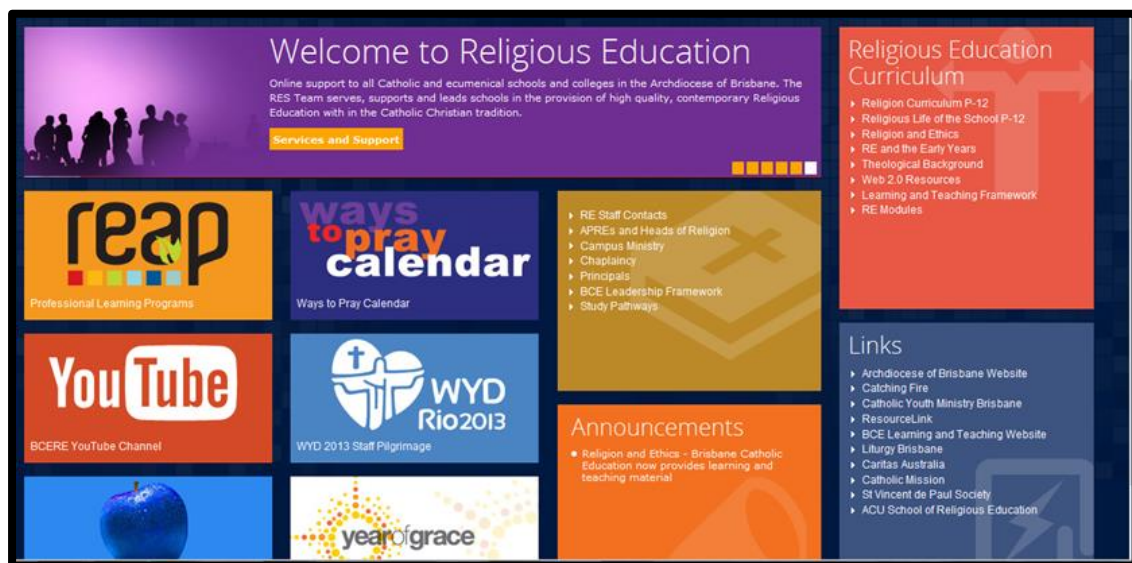 Welcome to Religious Education
Online support to all Catholic and ecumenical schools and colleges in the Archdiocese of Brisbane. The
RES Team serves, supports and leads schools in the provision of high quality, contemporary Religious
Education with in the Catholic Christian tradition.
Services and Support
reap
Professional Learning Programs
ways
to pray
calendar
Ways to Pray Calendar
RE Staff Contacts
APREs and Heads of Religion
Campus Ministry
Chaplaincy
Principals
BCE Leadership Framework
Study Pathways
YouTube
BCERE YouTube Channel
WYD
Rio2013
WYD 2013 Staff Pilgrimage
Announcements
Religion and Ethics - Brisbane Catholic
Education now provides learning and
teaching material
yearofgrace
Religious Education
Curriculum
Religion Curriculum P-12
Religious Life of the School P-12
Religion and Ethics
RE and the Early Years
Theological Background
Web 2.0 Resources
Learning and Teaching Framework
RE Modules
Links
Archdiocese of Brisbane Website
Catching Fire
Catholic Youth Ministry Brisbane
ResourceLink
BCE Learning and Teaching Website
Liturgy Brisbane
Caritas Australia
Catholic Mission
St Vincent de Paul Society
ACU School of Religious Education